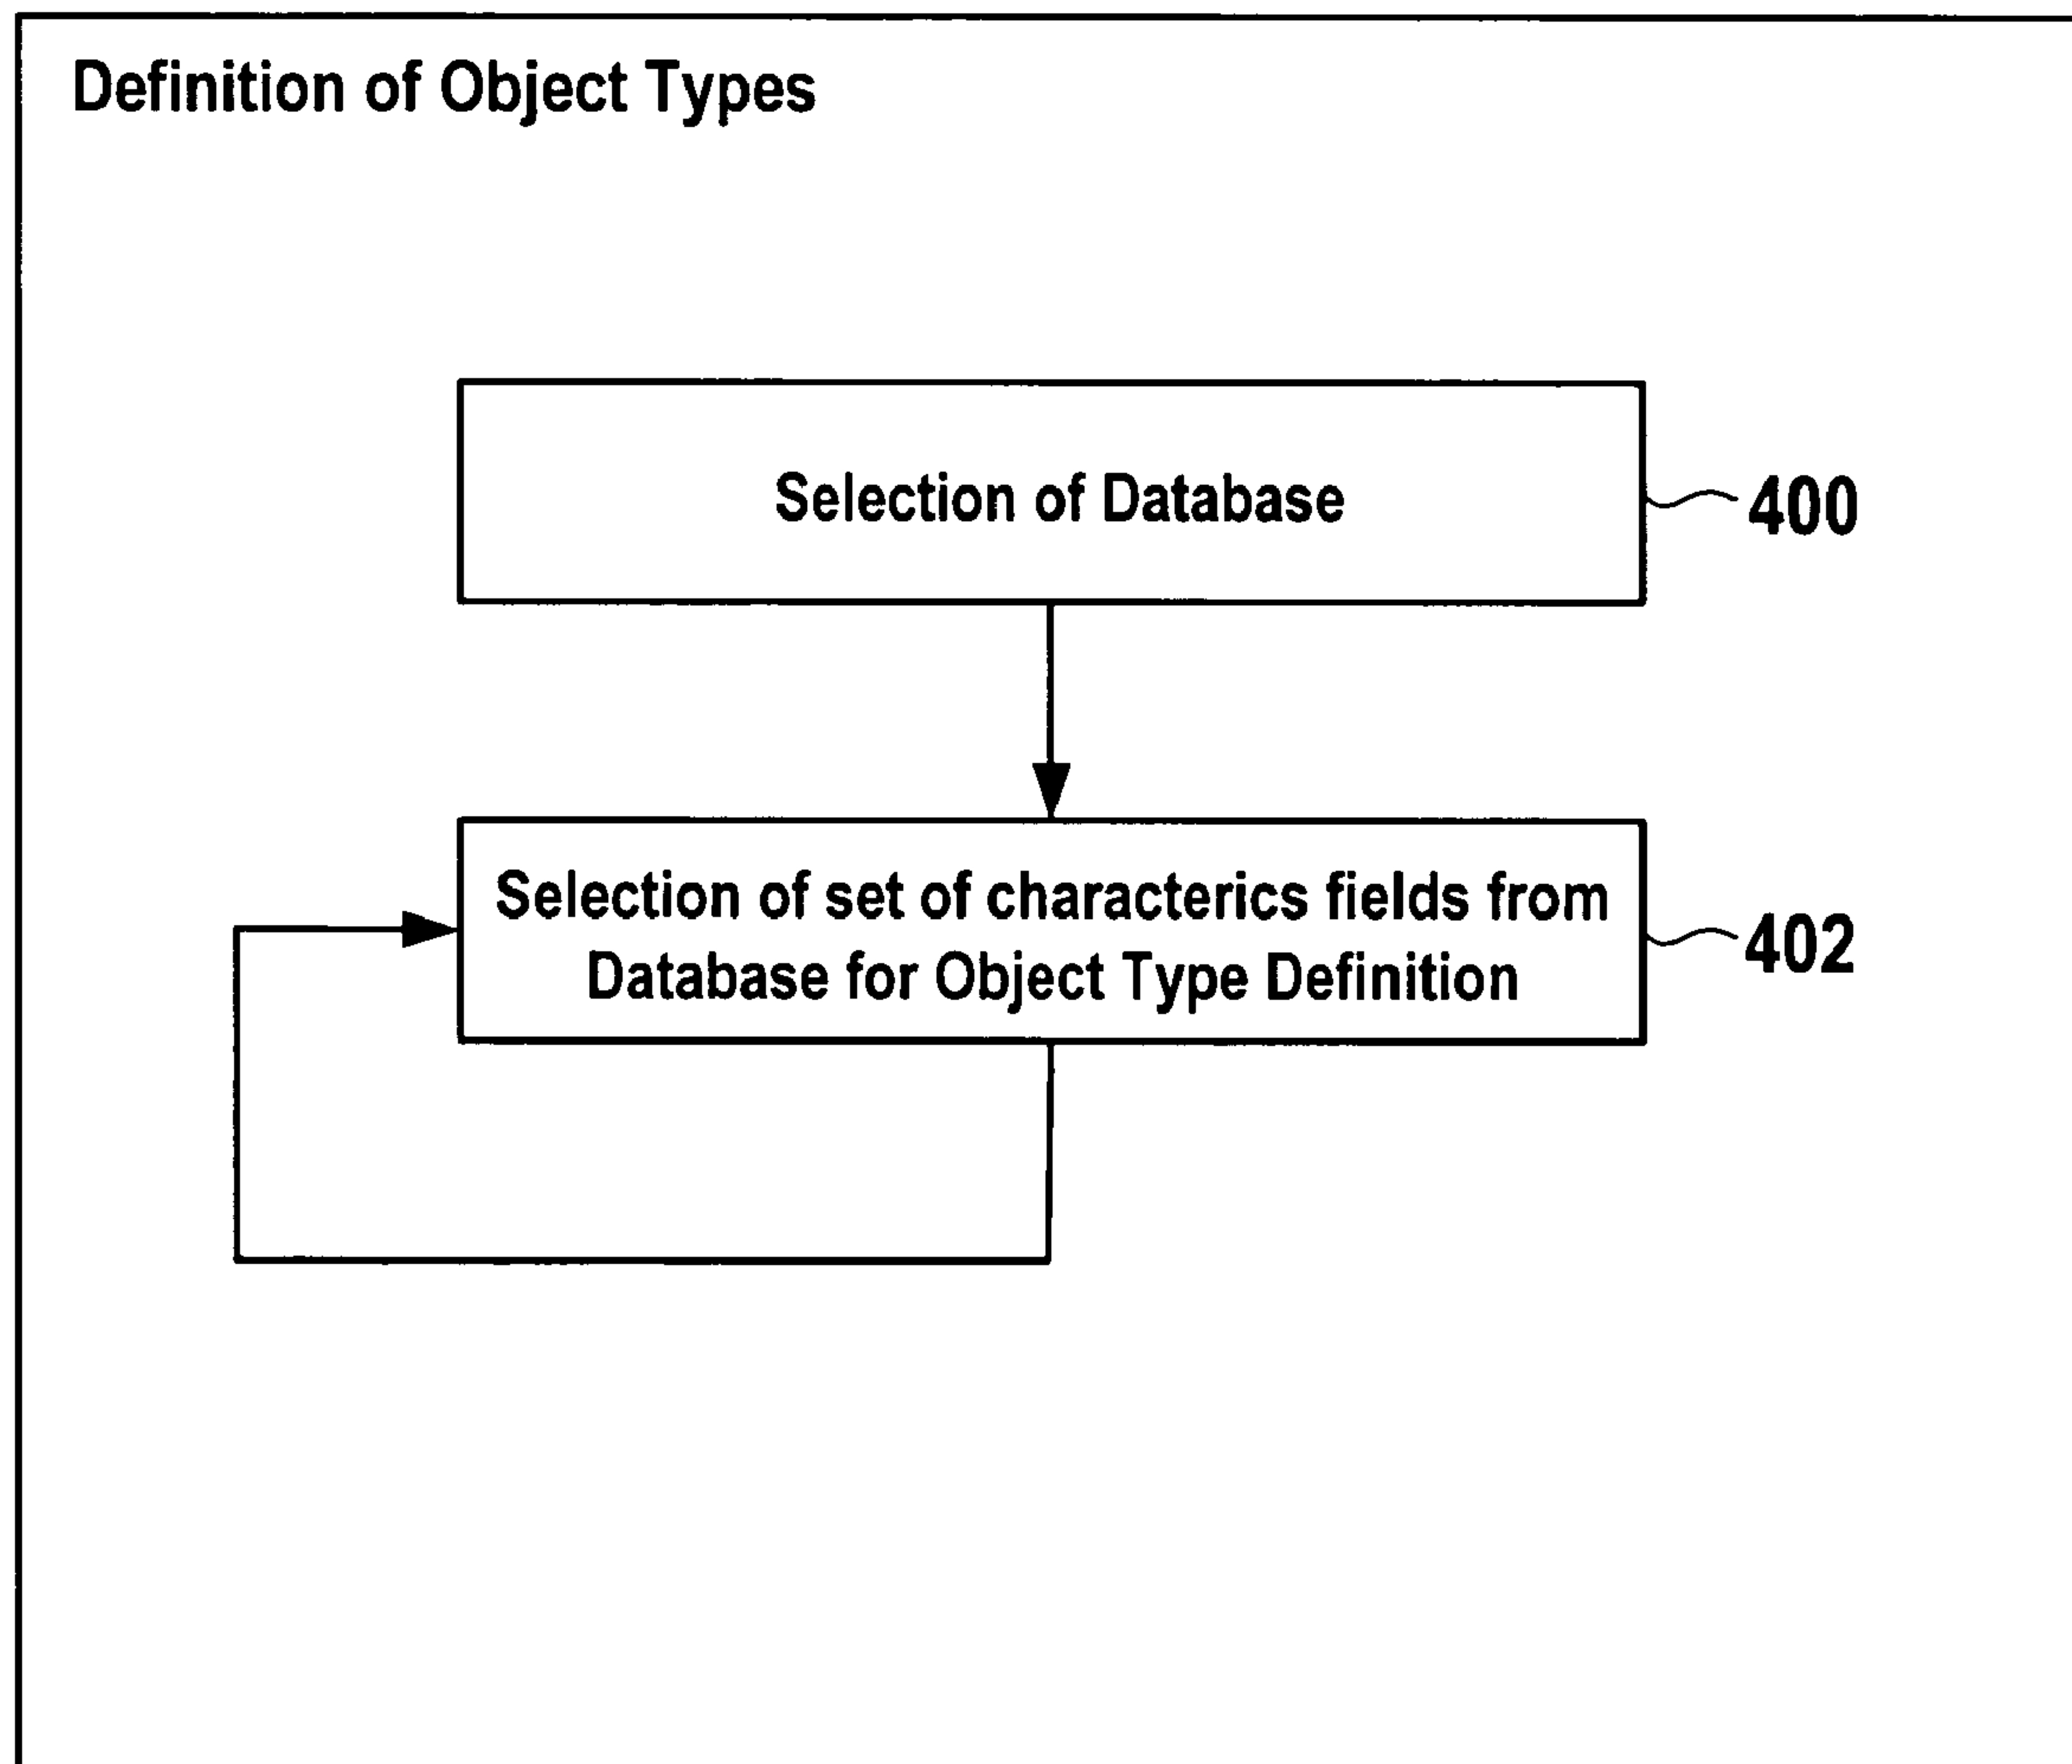 Definition of Object Types
Selection of Database
400
Selection of set of characterics fields from
Database for Object Type Definition
402